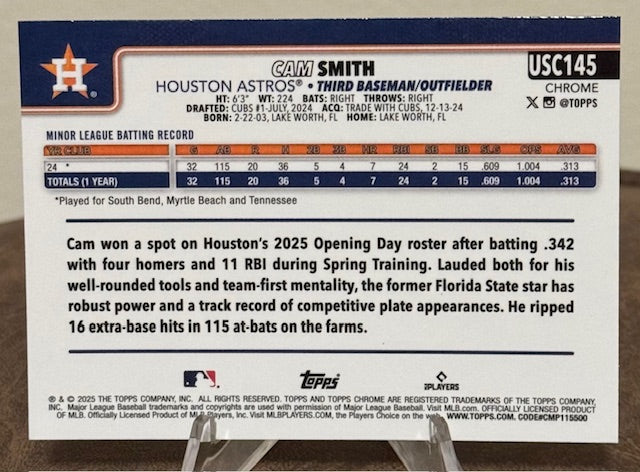 H
CAM SMITH
HOUSTON ASTROS® • THIRD BASEMAN/OUTFIELDER
HT: 6'3" WT: 224 BATS: RIGHT THROWS: RIGHT
DRAFTED: CUBS #1-JULY, 2024 ACQ: TRADE WITH CUBS, 12-13-24
BORN: 2-22-03, LAKE WORTH, FL HOME: LAKE WORTH, FL
USC145
CHROME
X @TOPPS
MINOR LEAGUE BATTING RECORD
YR CLUB G AB R H 2B 3B HR RBI SB BB SLG OPS AVG
24 * 32 115 20 36 5 4 7 24 2 15 .609 1.004 .313
TOTALS (1 YEAR) 32 115 20 36 5 4 7 24 2 15 .609 1.004 .313
*Played for South Bend, Myrtle Beach and Tennessee
Cam won a spot on Houston's 2025 Opening Day roster after batting .342
with four homers and 11 RBI during Spring Training. Lauded both for his
well-rounded tools and team-first mentality, the former Florida State star has
robust power and a track record of competitive plate appearances. He ripped
16 extra-base hits in 115 at-bats on the farms.
Topps
PLAYERS
® & © 2025 THE TOPPS COMPANY, INC. ALL RIGHTS RESERVED. TOPPS AND TOPPS CHROME ARE REGISTERED TRADEMARKS OF THE TOPPS COMPANY,
INC. Major League Baseball trademarks and copyrights are used with permission of Major League Baseball. Visit MLB.com. OFFICIALLY LICENSED PRODUCT
OF MLB. Officially Licensed Product of MLB Players, Inc. Visit MLBPLAYERS.COM, the Players Choice on the web. WWW.TOPPS.COM. CODE#CMP115500